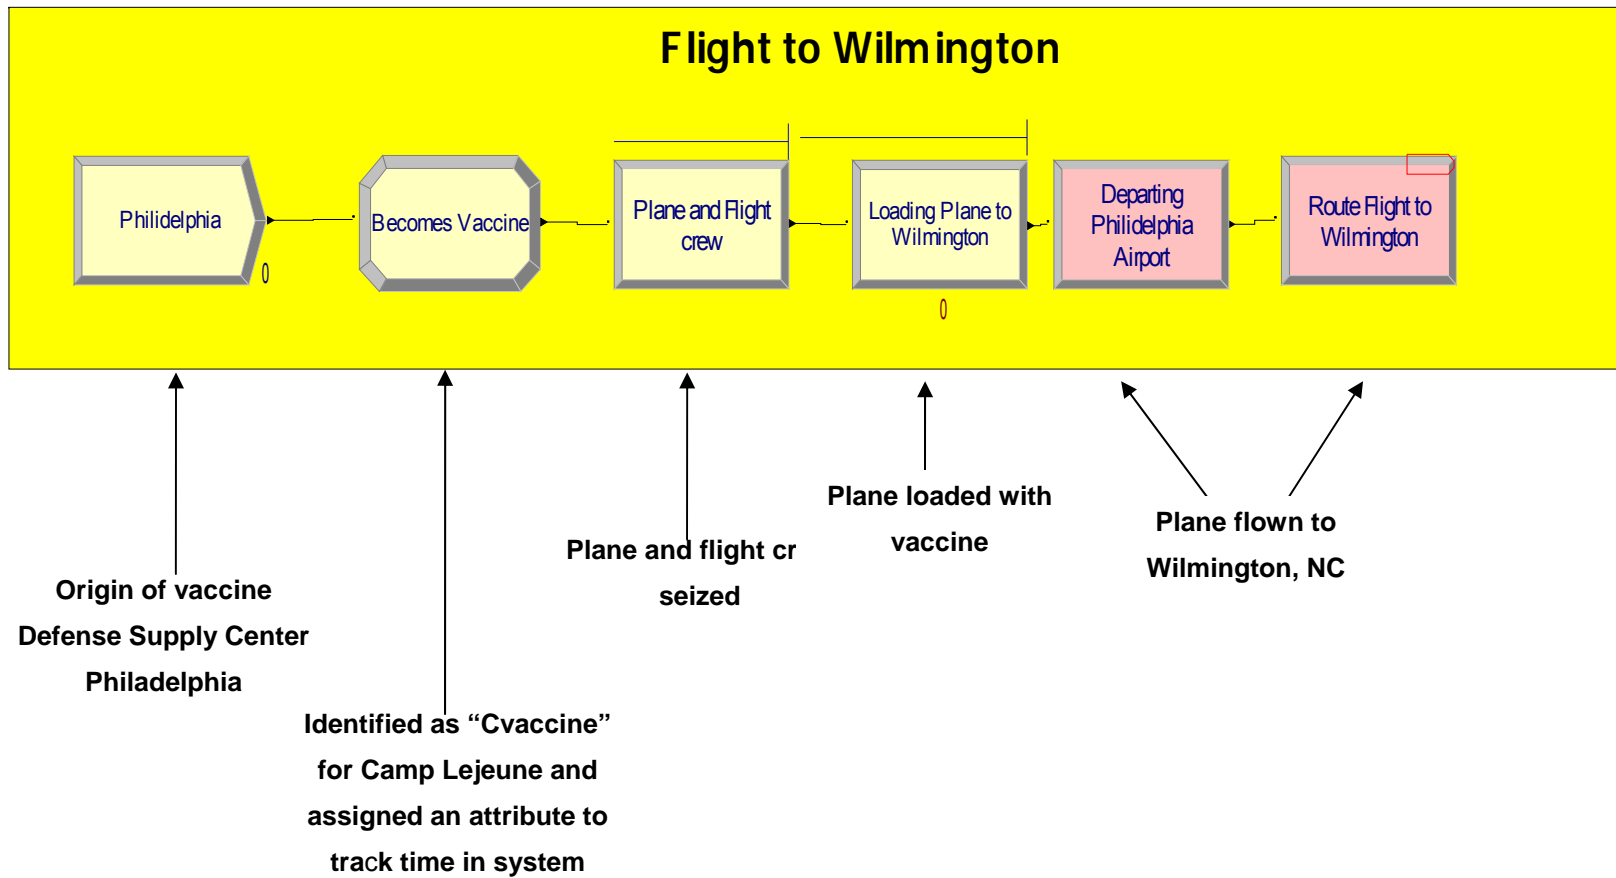 Flight to Wilmington
Philidelphia
0
Becomes Vaccine
Plane and Flight
crew
Loading Plane to
Wilmington
0
Departing
Philidelphia
Airport
Route Flight to
Wilmington
Origin of vaccine
Defense Supply Center
Philadelphia
Identified as “Cvaccine”
for Camp Lejeune and
assigned an attribute to
track time in system
Plane and flight cr
seized
Plane loaded with
vaccine
Plane flown to
Wilmington, NC